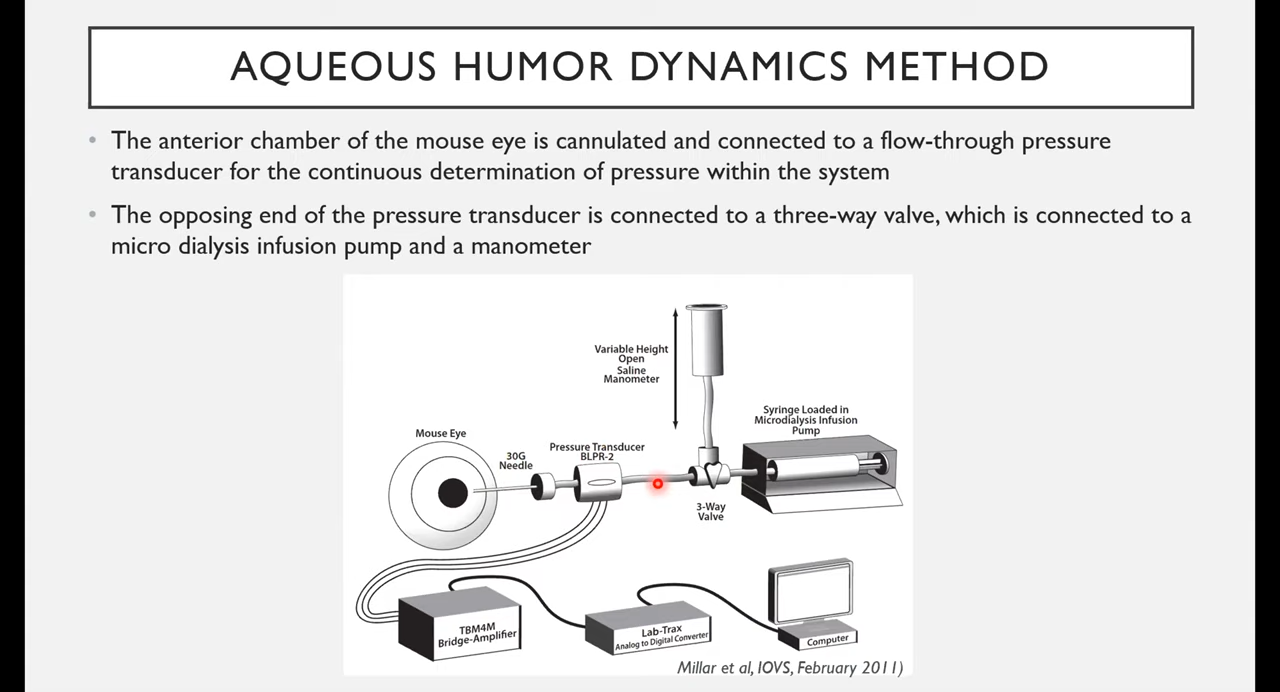 AQUEOUS HUMOR DYNAMICS METHOD
• The anterior chamber of the mouse eye is cannulated and connected to a flow-through pressure
transducer for the continuous determination of pressure within the system
• The opposing end of the pressure transducer is connected to a three-way valve, which is connected to a
micro dialysis infusion pump and a manometer
Variable Height
Open
Saline
Manometer
Syringe Loaded in
Microdialysis Infusion
Pump
Mouse Eye
30G
Needle
Pressure Transducer
BLPR-2
3-Way
Valve
TBM4M
Bridge-Amplifier
Lab-Trax
Analog to Digital Converter
Computer
Millar et al, IOVS, February 2011)